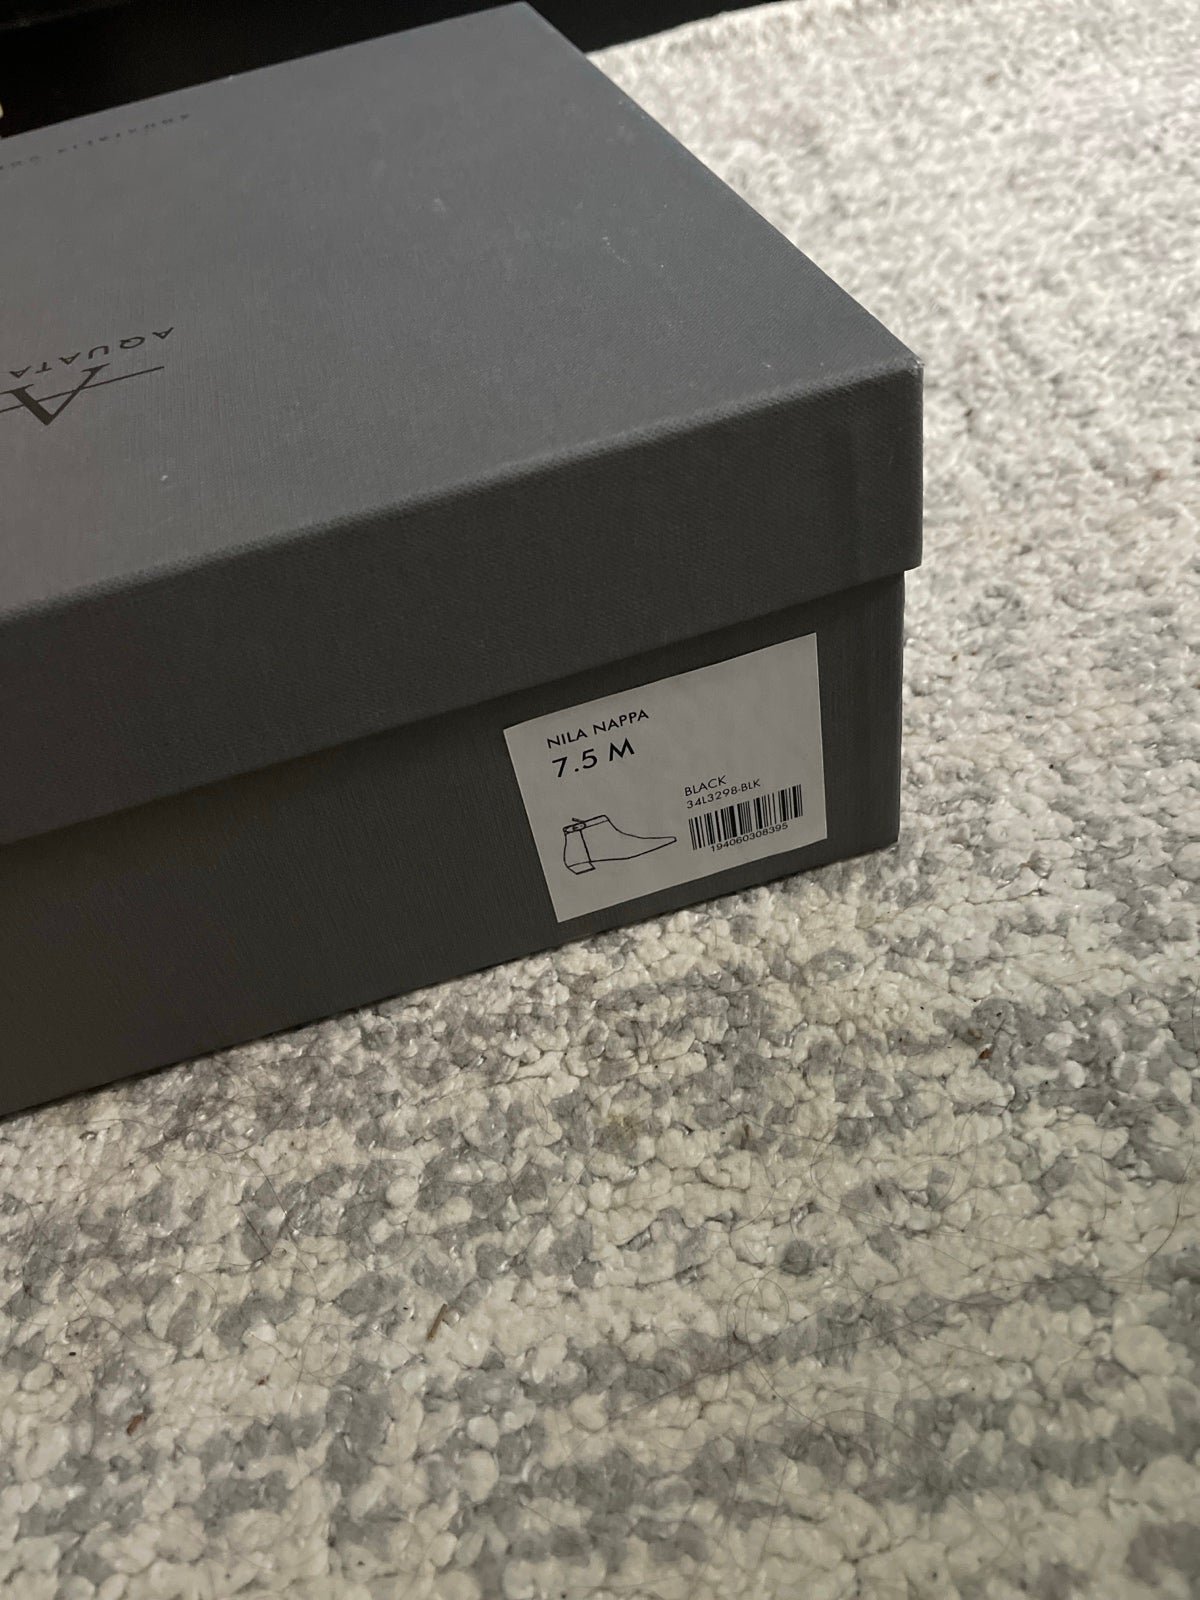 AQUATA
NILA NAPPA
7.5 M
BLACK
34L3298-BLK
194060308395